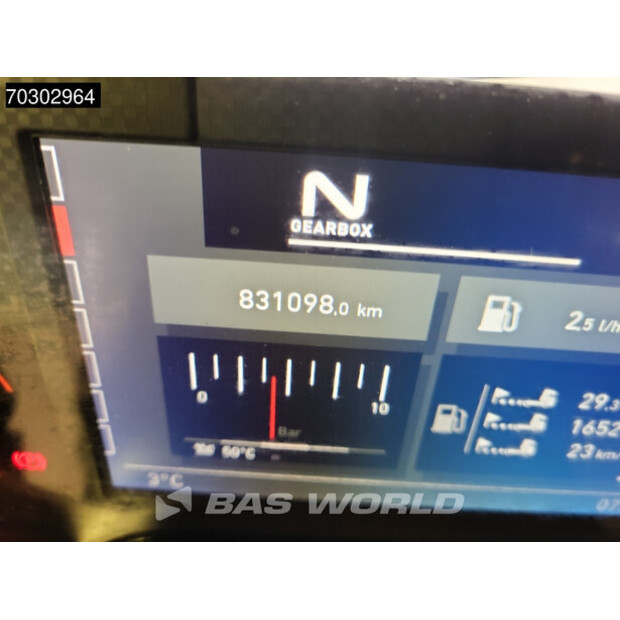 70302964
N
GEARBOX
831098.0 km
2.5 l/h
0
10
Bar
50°C
29.3
1652
23 km/
3°C
BAS WORLD
07